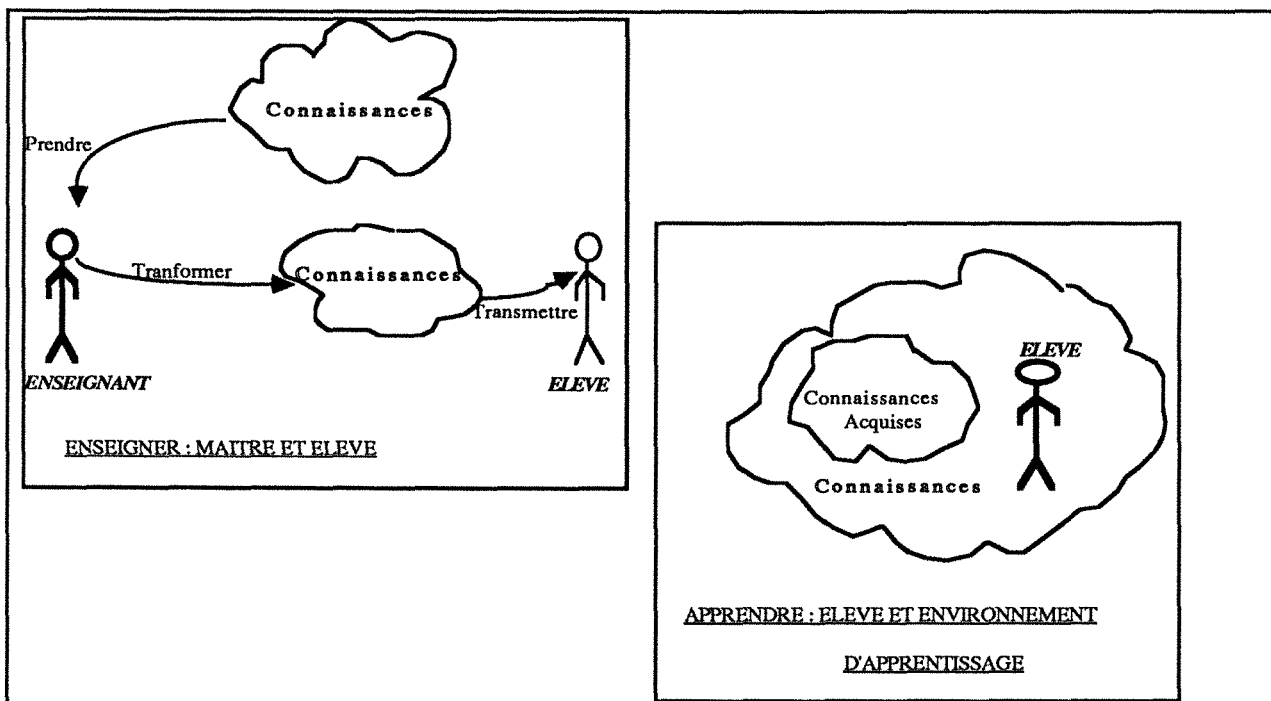 Connaissances
Prendre
Tranformer
Connaissances
Transmettre
ENSEIGNANT
ELEVE
ENSEIGNER : MAITRE ET ELEVE
ELEVE
Connaissances
Acquises
Connaissances
APPRENDRE : ELEVE ET ENVIRONNEMENT
D'APPRENTISSAGE